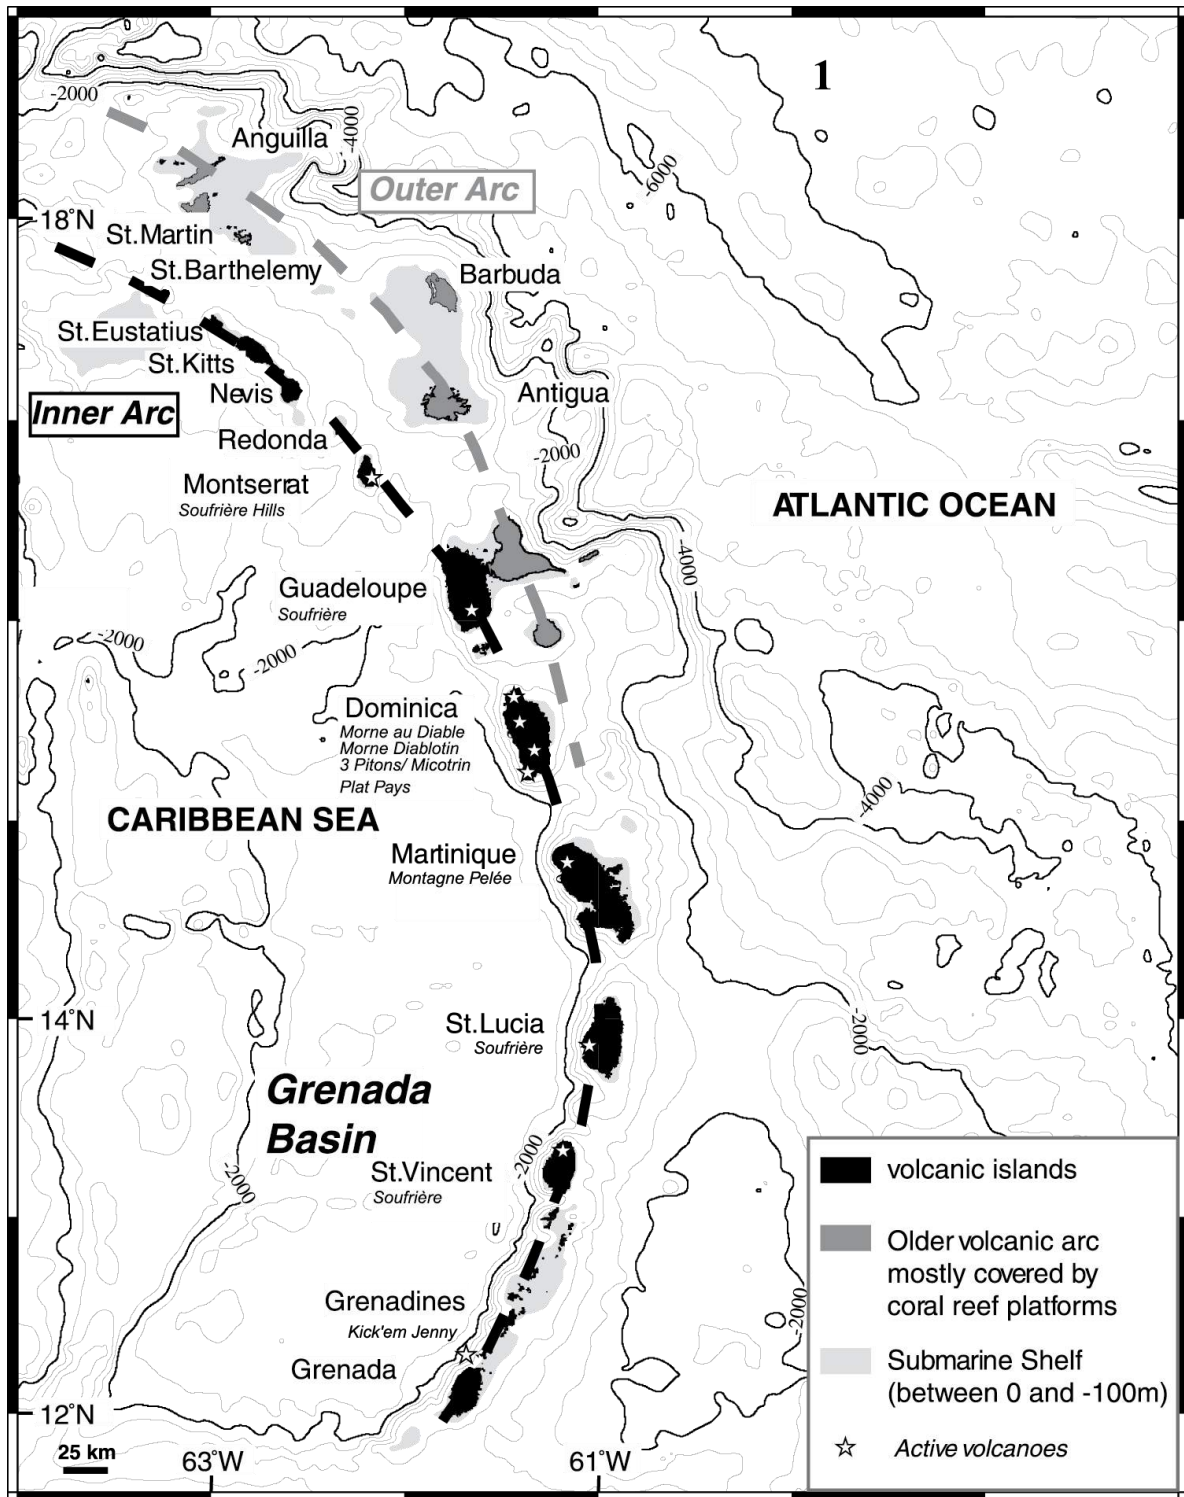 1
-2000
Anguilla
-4000
Outer Arc
-6000
18°N
St.Martin
St.Barthelemy
Barbuda
St.Eustatius
St.Kitts
Nevis
Antigua
Inner Arc
Redonda
-2000
Montserrat
Soufrière Hills
ATLANTIC OCEAN
-4000
Guadeloupe
Soufrière
-2000
-2000
Dominica
Morne au Diable
Morne Diablotin
3 Pitons/ Micotrin
Plat Pays
-4000
CARIBBEAN SEA
Martinique
Montagne Pelée
14°N
St.Lucia
Soufrière
-2000
Grenada
Basin
-2000
-2000
St.Vincent
Soufrière
volcanic islands
Older volcanic arc
mostly covered by
coral reef platforms
Grenadines
Kick'em Jenny
-2000
Grenada
Submarine Shelf
(between 0 and -100m)
12°N
Active volcanoes
25 km
63°W
61°W